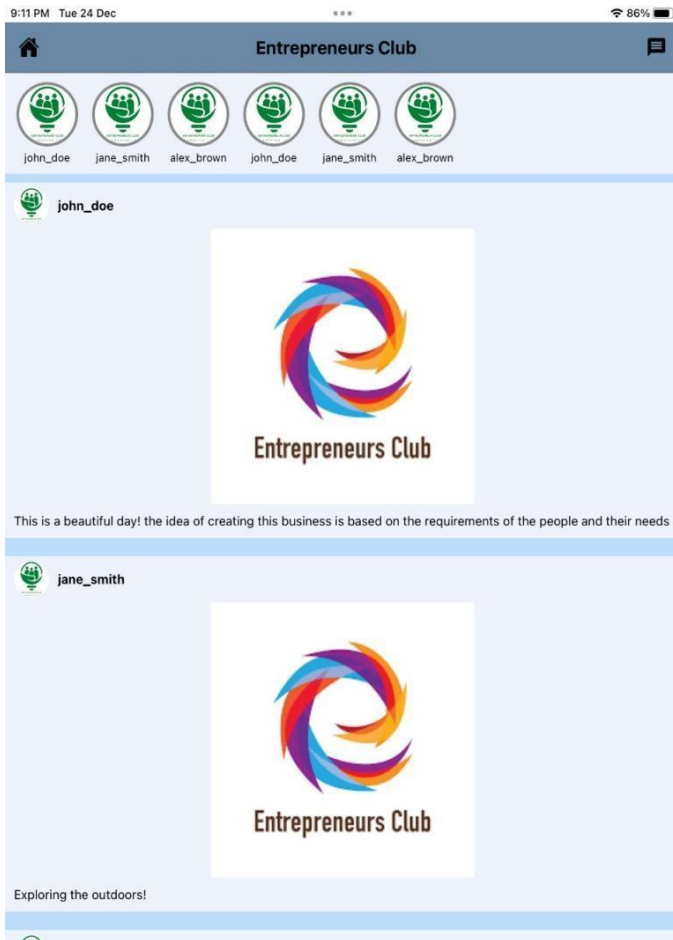 9:11 PM Tue 24 Dec
86%
Entrepreneurs Club
john_doe
jane_smith
alex_brown
john_doe
jane_smith
alex_brown
john_doe
Entrepreneurs Club
This is a beautiful day! the idea of creating this business is based on the requirements of the people and their needs
jane_smith
Entrepreneurs Club
Exploring the outdoors!